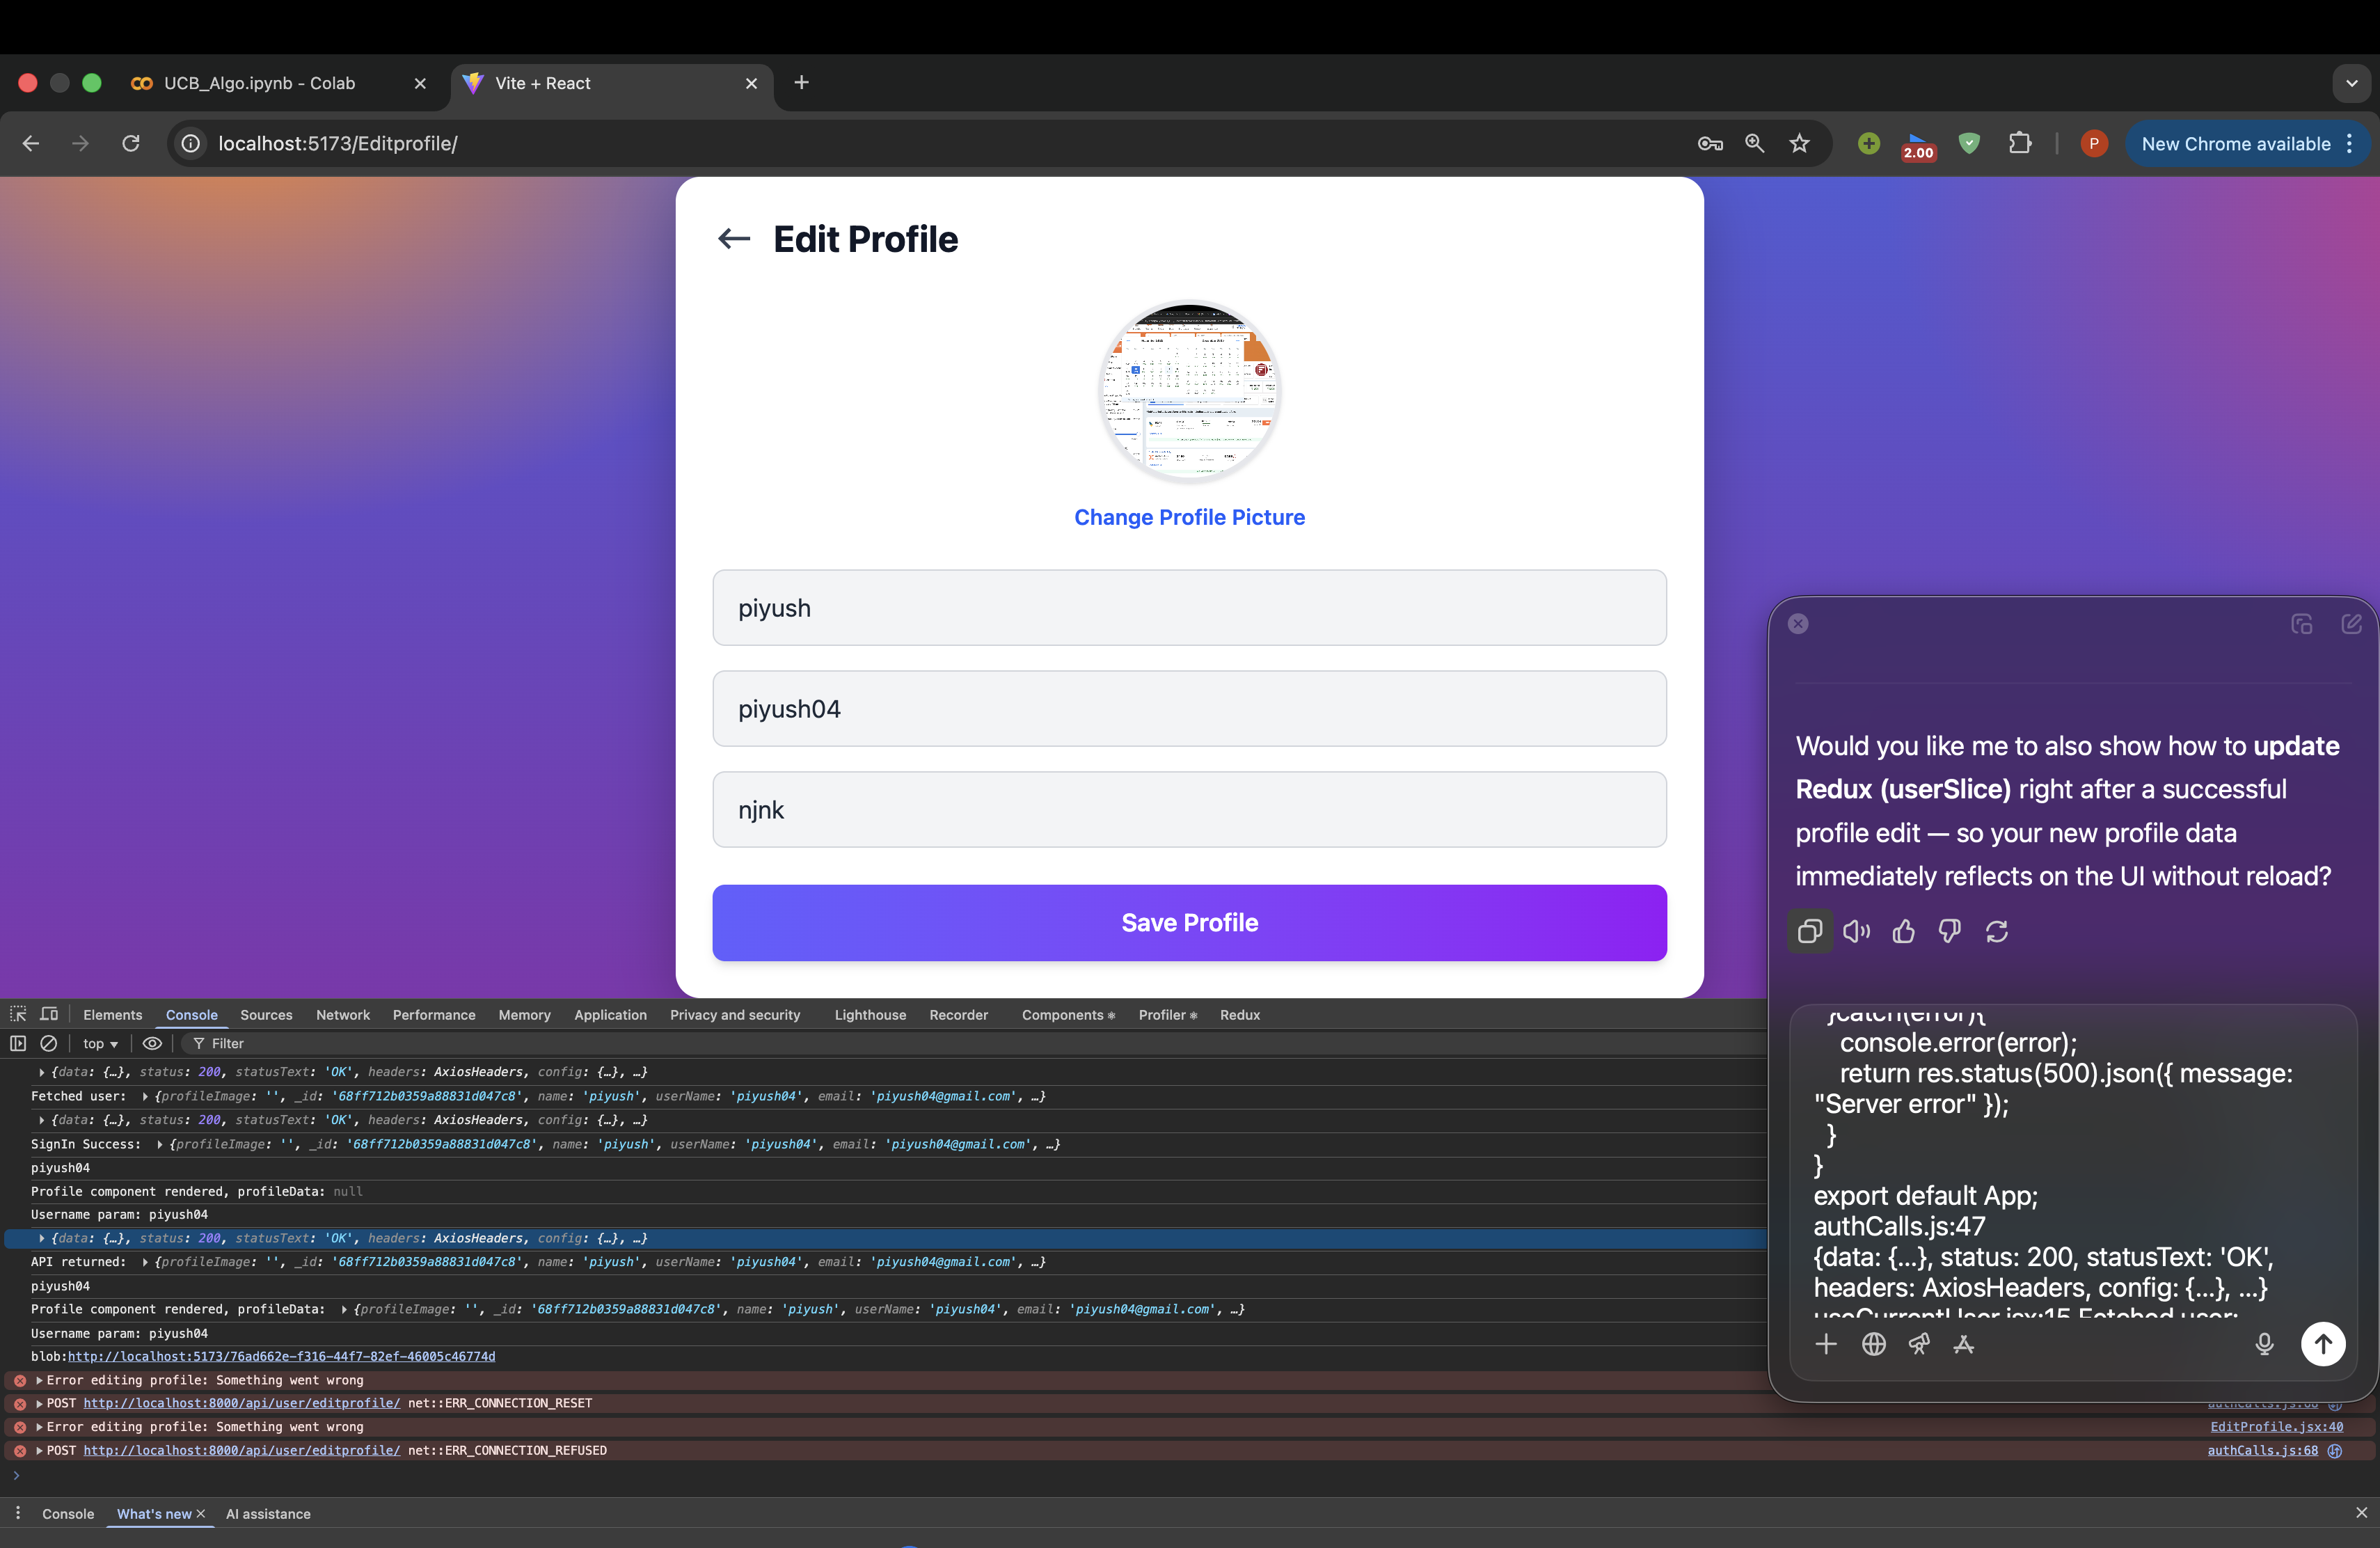 UCB_Algo.ipynb - Colab
Vite + React
localhost:5173/Editprofile/
2.00
P
New Chrome available
Edit Profile
Change Profile Picture
piyush
piyush04
njnk
Save Profile
Would you like me to also show how to update
Redux (userSlice) right after a successful
profile edit — so your new profile data
immediately reflects on the UI without reload?
}catch(error){
console.error(error);
return res.status(500).json({ message:
"Server error" });
}
}
export default App;
authCalls.js:47
{data: {…}, status: 200, statusText: 'OK',
headers: AxiosHeaders, config: {…}, …}
useCurrentUser.jsx:15 Fetched user:
Elements Console Sources Network Performance Memory Application Privacy and security Lighthouse Recorder Components Profiler Redux
top Filter
{data: {…}, status: 200, statusText: 'OK', headers: AxiosHeaders, config: {…}, …}
Fetched user: {profileImage: '', _id: '68ff712b0359a88831d047c8', name: 'piyush', userName: 'piyush04', email: 'piyush04@gmail.com', …}
{data: {…}, status: 200, statusText: 'OK', headers: AxiosHeaders, config: {…}, …}
SignIn Success: {profileImage: '', _id: '68ff712b0359a88831d047c8', name: 'piyush', userName: 'piyush04', email: 'piyush04@gmail.com', …}
piyush04
Profile component rendered, profileData: null
Username param: piyush04
{data: {…}, status: 200, statusText: 'OK', headers: AxiosHeaders, config: {…}, …}
API returned: {profileImage: '', _id: '68ff712b0359a88831d047c8', name: 'piyush', userName: 'piyush04', email: 'piyush04@gmail.com', …}
piyush04
Profile component rendered, profileData: {profileImage: '', _id: '68ff712b0359a88831d047c8', name: 'piyush', userName: 'piyush04', email: 'piyush04@gmail.com', …}
Username param: piyush04
blob:http://localhost:5173/76ad662e-f316-44f7-82ef-46005c46774d
Error editing profile: Something went wrong
POST http://localhost:8000/api/user/editprofile/ net::ERR_CONNECTION_RESET authCalls.js:68
Error editing profile: Something went wrong EditProfile.jsx:40
POST http://localhost:8000/api/user/editprofile/ net::ERR_CONNECTION_REFUSED authCalls.js:68
Console What's new AI assistance